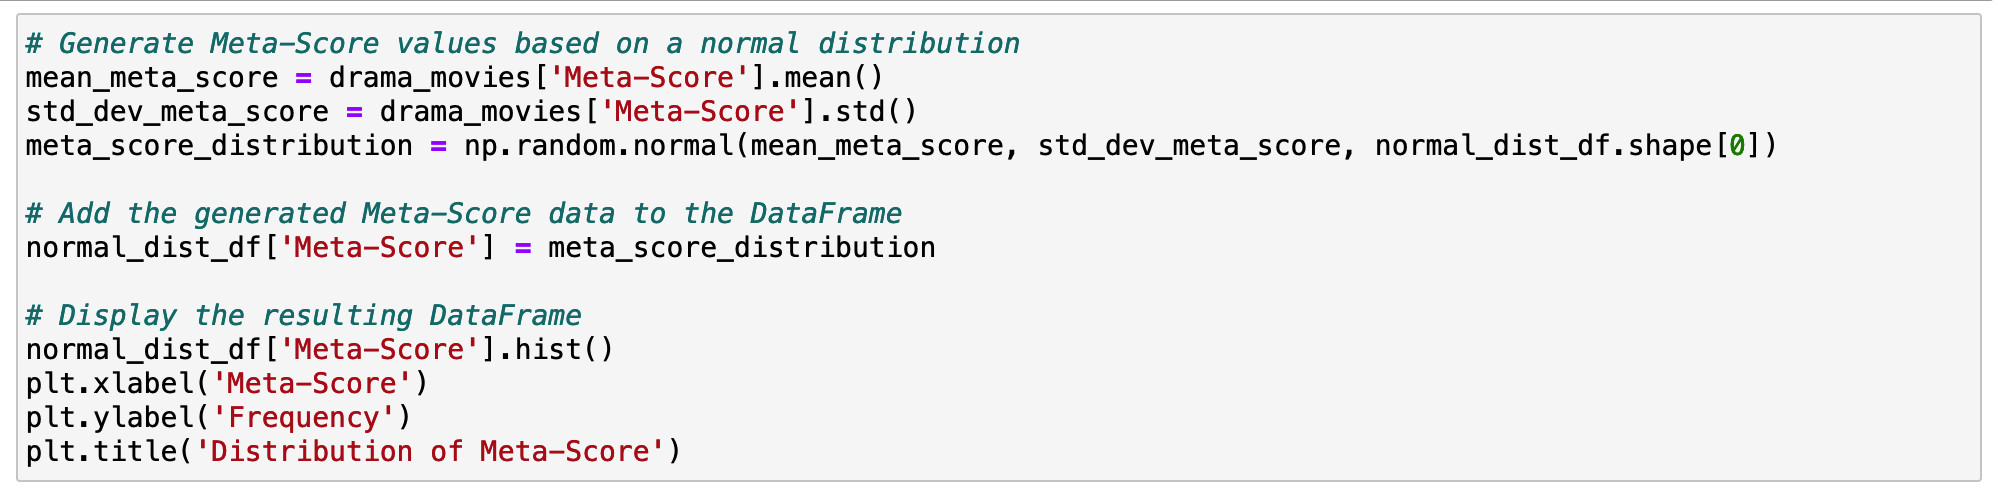 # Generate Meta-Score values based on a normal distribution
mean_meta_score = drama_movies['Meta-Score'].mean()
std_dev_meta_score = drama_movies['Meta-Score'].std()
meta_score_distribution = np.random.normal(mean_meta_score, std_dev_meta_score, normal_dist_df.shape[0])
# Add the generated Meta-Score data to the DataFrame
normal_dist_df['Meta-Score'] = meta_score_distribution
# Display the resulting DataFrame
normal_dist_df['Meta-Score'].hist()
plt.xlabel('Meta-Score')
plt.ylabel('Frequency')
plt.title('Distribution of Meta-Score')